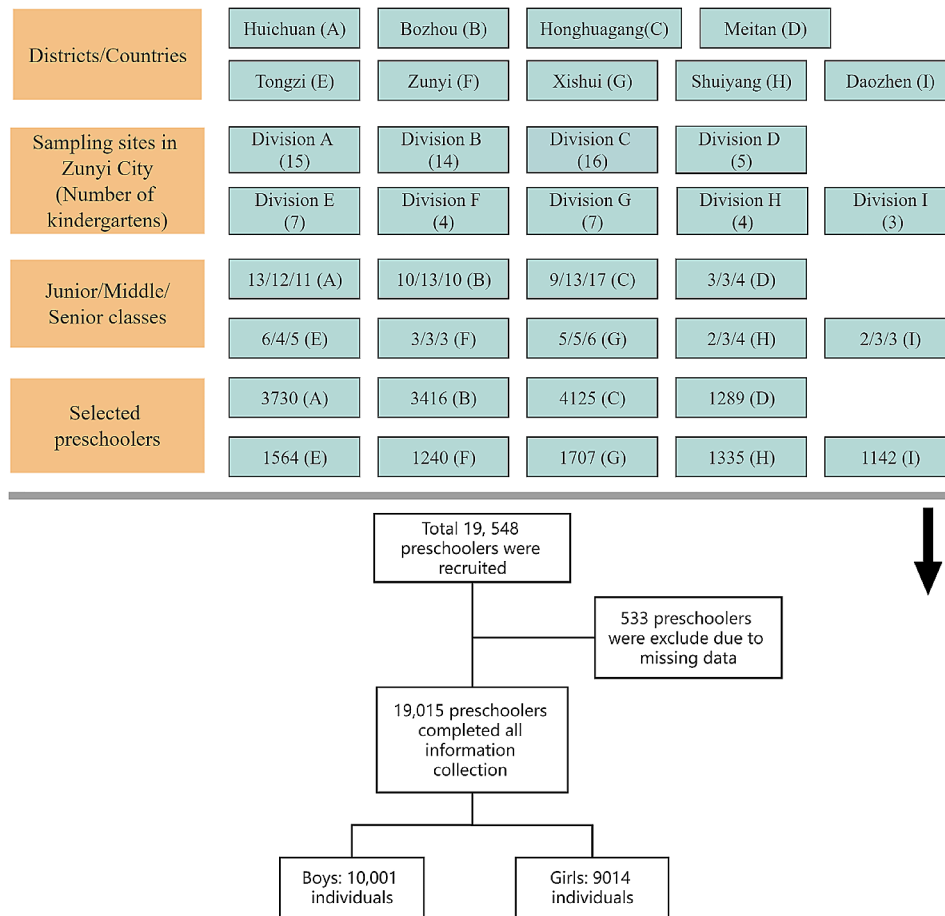 Districts/Countries
Huichuan (A)
Bozhou (B)
Honghuagang(C)
Meitan (D)
Tongzi (E)
Zunyi (F)
Xishui (G)
Shuiyang (H)
Daozhen (I)
Sampling sites in
Zunyi City
(Number of
kindergartens)
Division A
(15)
Division B
(14)
Division C
(16)
Division D
(5)
Division E
(7)
Division F
(4)
Division G
(7)
Division H
(4)
Division I
(3)
Junior/Middle/
Senior classes
13/12/11 (A)
10/13/10 (B)
9/13/17 (C)
3/3/4 (D)
6/4/5 (E)
3/3/3 (F)
5/5/6 (G)
2/3/4 (H)
2/3/3 (I)
Selected
preschoolers
3730 (A)
3416 (B)
4125 (C)
1289 (D)
1564 (E)
1240 (F)
1707 (G)
1335 (H)
1142 (I)
Total 19, 548
preschoolers were
recruited
533 preschoolers
were exclude due to
missing data
19,015 preschoolers
completed all
information
collection
Boys: 10,001
individuals
Girls: 9014
individuals